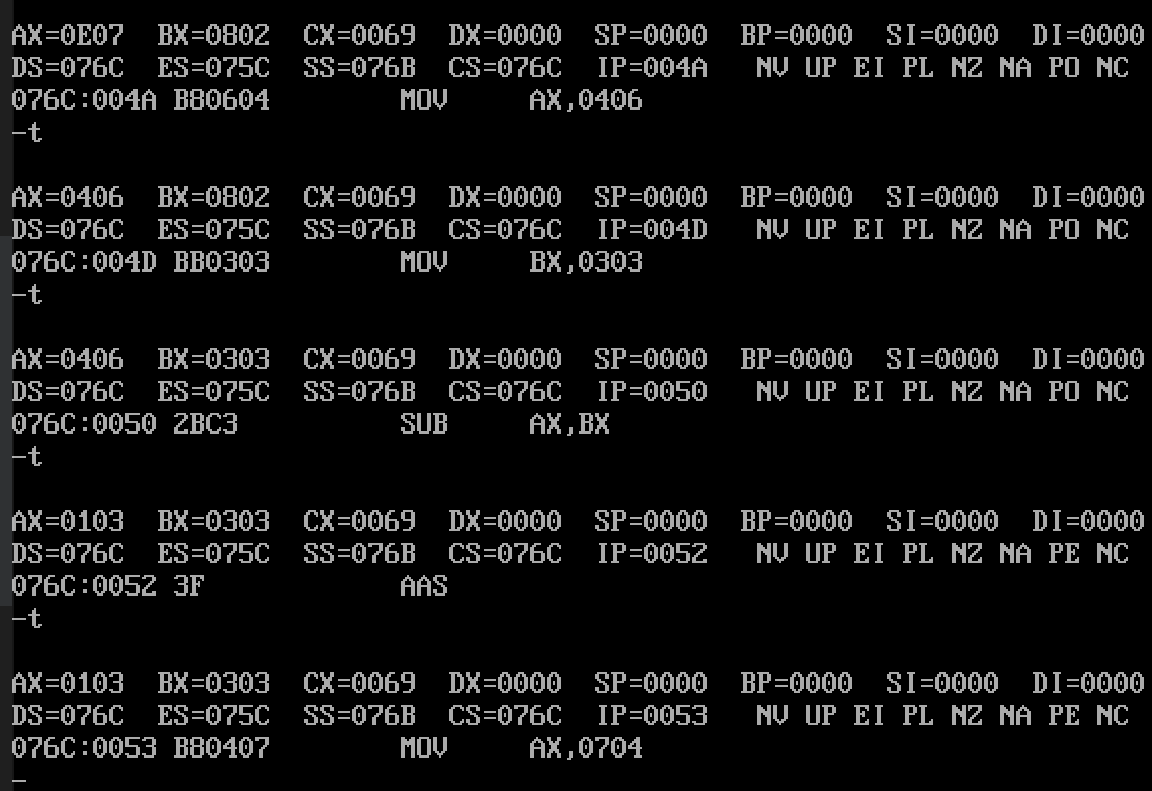 AX=0E07  BX=0802  CX=0069  DX=0000  SP=0000  BP=0000  SI=0000  DI=0000
DS=076C  ES=075C  SS=076B  CS=076C  IP=004A   NV UP EI PL NZ NA PO NC
076C:004A B80604        MOV     AX,0406
-t
AX=0406  BX=0802  CX=0069  DX=0000  SP=0000  BP=0000  SI=0000  DI=0000
DS=076C  ES=075C  SS=076B  CS=076C  IP=004D   NV UP EI PL NZ NA PO NC
076C:004D BB0303        MOV     BX,0303
-t
AX=0406  BX=0303  CX=0069  DX=0000  SP=0000  BP=0000  SI=0000  DI=0000
DS=076C  ES=075C  SS=076B  CS=076C  IP=0050   NV UP EI PL NZ NA PO NC
076C:0050 2BC3          SUB     AX,BX
-t
AX=0103  BX=0303  CX=0069  DX=0000  SP=0000  BP=0000  SI=0000  DI=0000
DS=076C  ES=075C  SS=076B  CS=076C  IP=0052   NV UP EI PL NZ NA PE NC
076C:0052 3F            AAS
-t
AX=0103  BX=0303  CX=0069  DX=0000  SP=0000  BP=0000  SI=0000  DI=0000
DS=076C  ES=075C  SS=076B  CS=076C  IP=0053   NV UP EI PL NZ NA PE NC
076C:0053 B80407        MOV     AX,0704
-